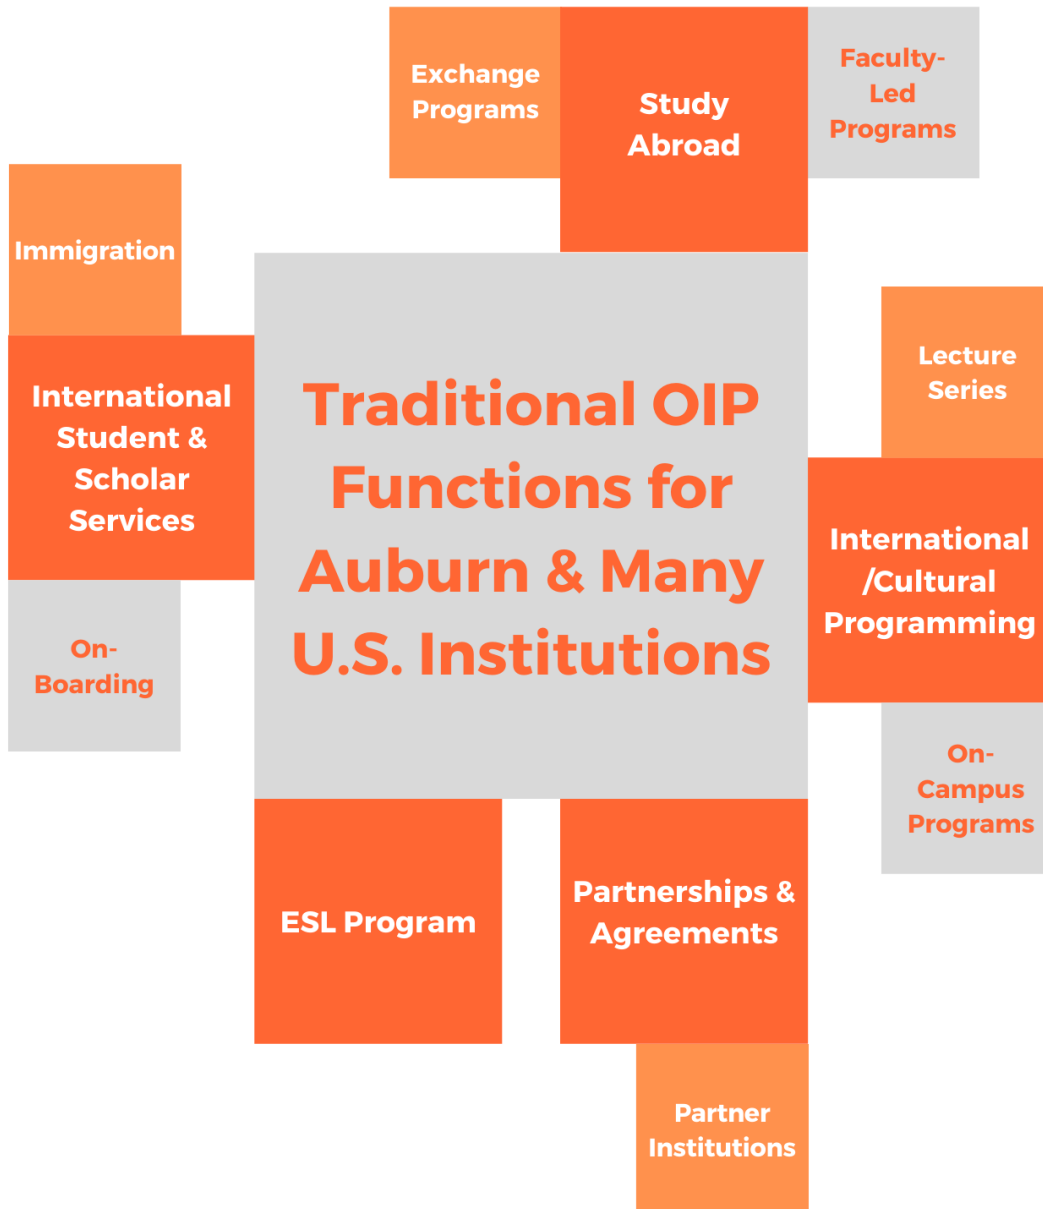 Exchange
Programs
Study
Abroad
Faculty-
Led
Programs
Immigration
International
Student &
Scholar
Services
On-
Boarding
Traditional OIP
Functions for
Auburn & Many
U.S. Institutions
Lecture
Series
International
/Cultural
Programming
On-
Campus
Programs
ESL Program
Partnerships &
Agreements
Partner
Institutions